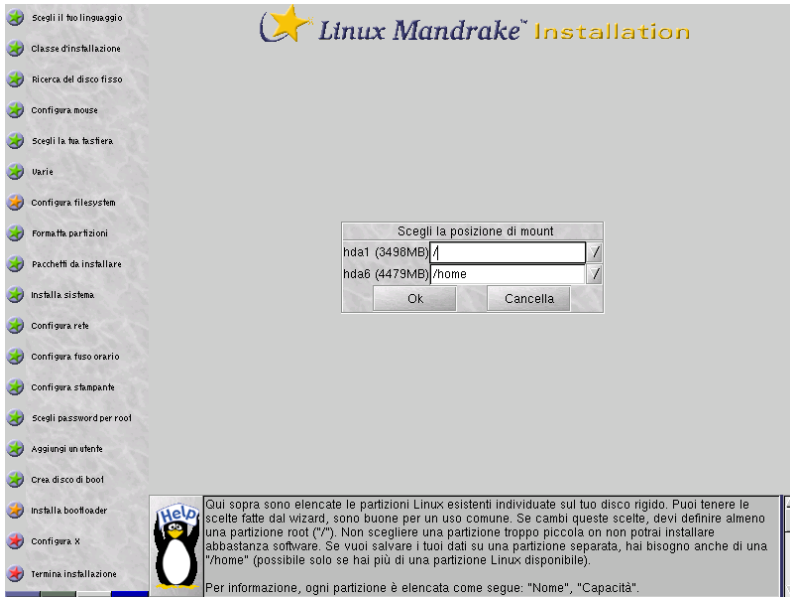 Linux Mandrake Installation
Scegli il tuo linguaggio
Classe d'installazione
Ricerca del disco fisso
Configura mouse
Scegli la tua tastiera
Varie
Configura filesystem
Formatta partizioni
Pacchetti da installare
Installa sistema
Configura rete
Configura fuso orario
Configura stampante
Scegli password per root
Aggiungi un utente
Crea disco di boot
Installa bootloader
Configura X
Termina installazione
Scegli la posizione di mount
hda1 (3498MB) /
hda6 (4479MB) /home
Ok Cancella
Help
Qui sopra sono elencate le partizioni Linux esistenti individuate sul tuo disco rigido. Puoi tenere le
scelte fatte dal wizard, sono buone per un uso comune. Se cambi queste scelte, devi definire almeno
una partizione root ("/"). Non scegliere una partizione troppo piccola on non potrai installare
abbastanza software. Se vuoi salvare i tuoi dati su una partizione separata, hai bisogno anche di una
"/home" (possibile solo se hai più di una partizione Linux disponibile).
Per informazione, ogni partizione è elencata come segue: "Nome", "Capacità".